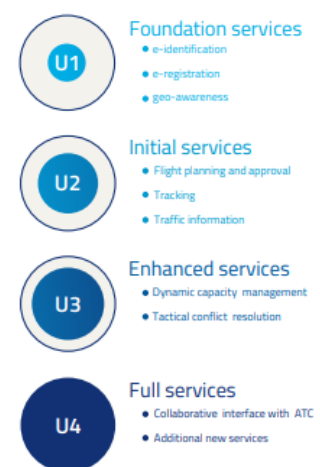 Foundation services
U1
• e-identification
• e-registration
• geo-awareness
Initial services
U2
• Flight planning and approval
• Tracking
• Traffic information
Enhanced services
U3
• Dynamic capacity management
• Tactical conflict resolution
Full services
U4
• Collaborative interface with ATC
• Additional new services